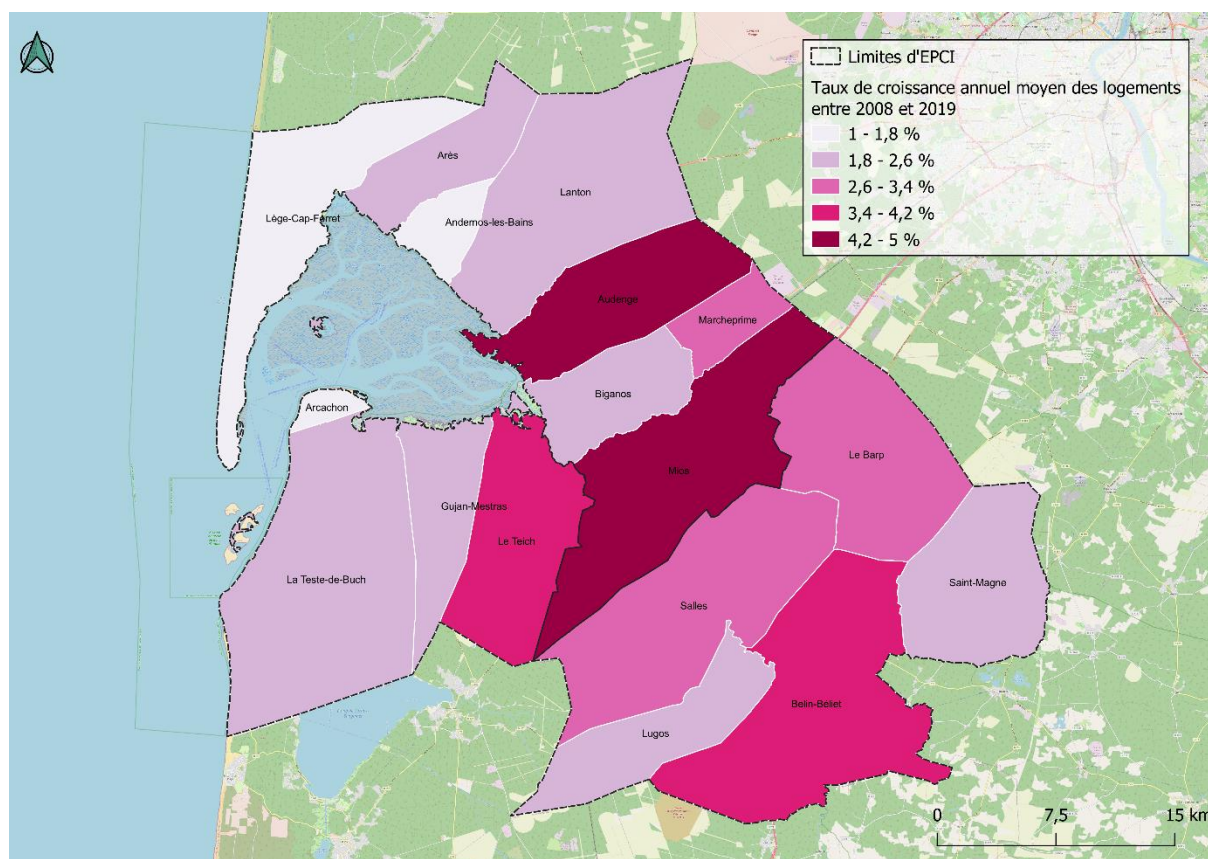 Limites d'EPCI
Taux de croissance annuel moyen des logements
entre 2008 et 2019
1 - 1,8 %
1,8 - 2,6 %
2,6 - 3,4 %
3,4 - 4,2 %
4,2 - 5 %
Arès
Lanton
Lège-Cap-Ferret
Andernos-les-Bains
Audenge
Marcheprime
Biganos
Arcachon
Le Barp
Mios
Gujan-Mestras
Le Teich
La Teste-de-Buch
Saint-Magne
Salles
Belin-Beliet
Lugos
0 7,5 15 km